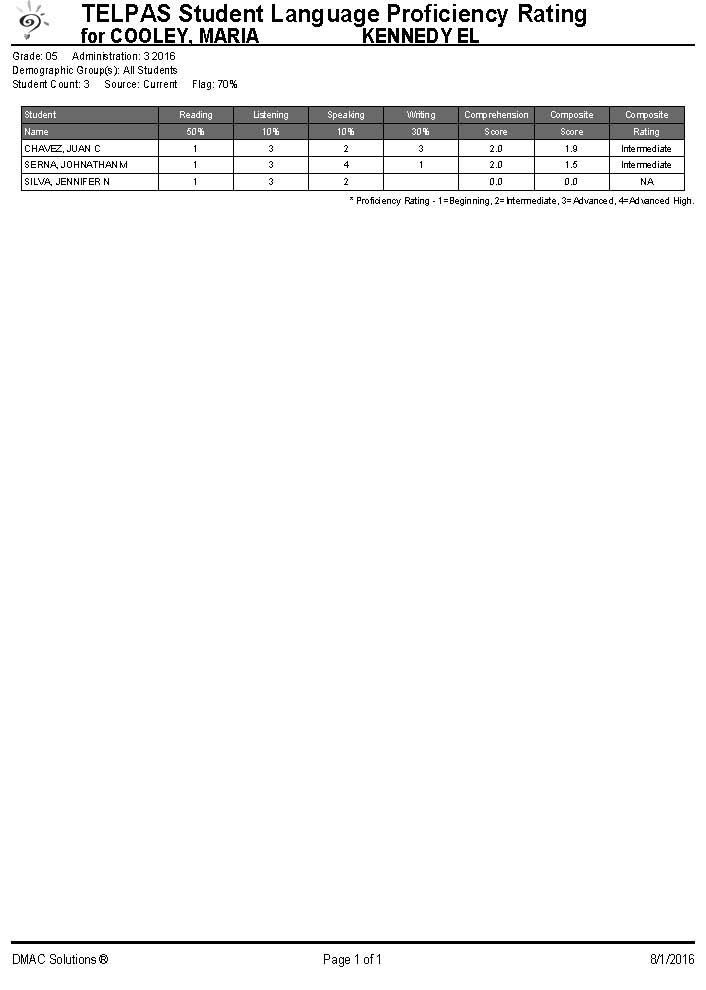 TELPAS Student Language Proficiency Rating
for COOLEY, MARIA KENNEDY EL
Grade: 05 Administration: 3 2016
Demographic Group(s): All Students
Student Count: 3 Source: Current Flag: 70%
Student Reading Listening Speaking Writing Comprehension Composite Composite
Name 50% 10% 10% 30% Score Score Rating
CHAVEZ, JUAN C 1 3 2 3 2.0 1.9 Intermediate
SERNA, JOHNATHAN M 1 3 4 1 2.0 1.5 Intermediate
SILVA, JENNIFER N 1 3 2 0.0 0.0 NA
* Proficiency Rating - 1=Beginning, 2=Intermediate, 3=Advanced, 4=Advanced High.
DMAC Solutions ® Page 1 of 1 8/1/2016